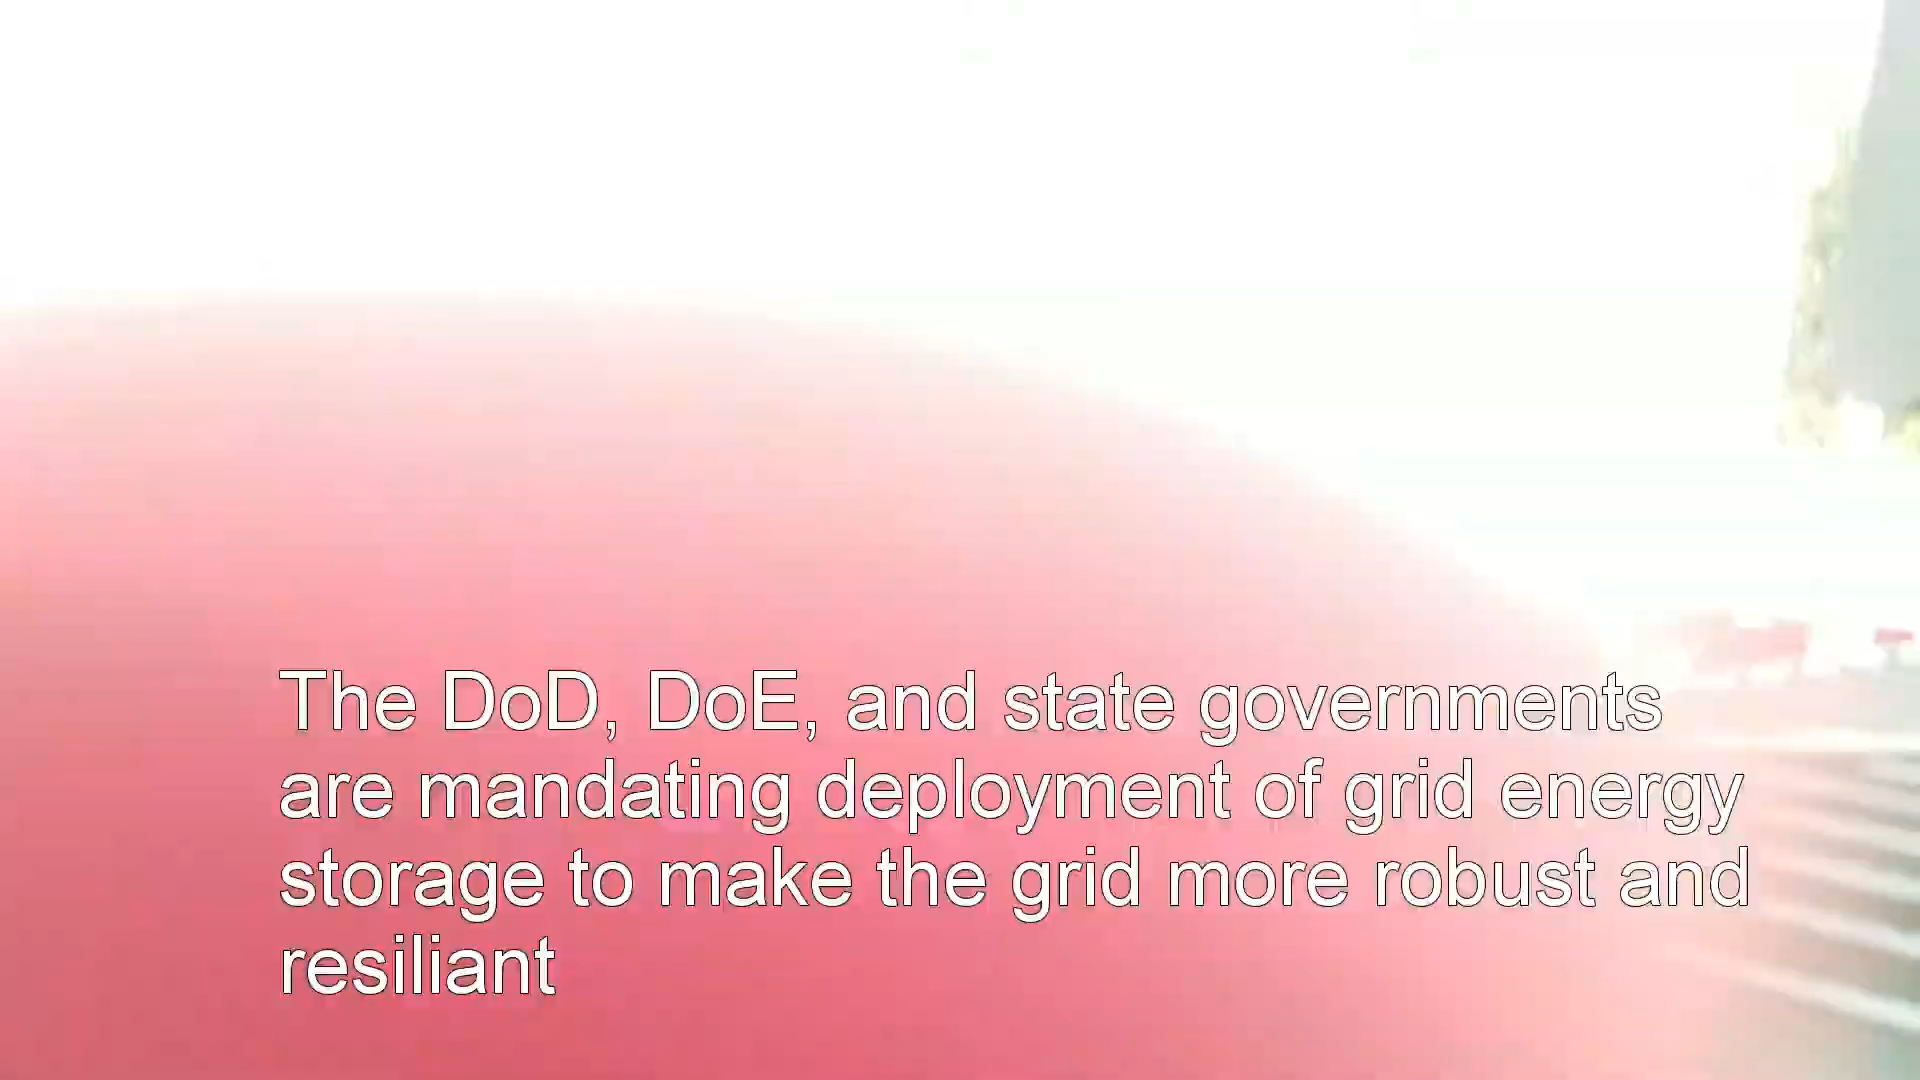 The DoD, DoE, and state governments
are mandating deployment of grid energy
storage to make the grid more robust and
resiliant